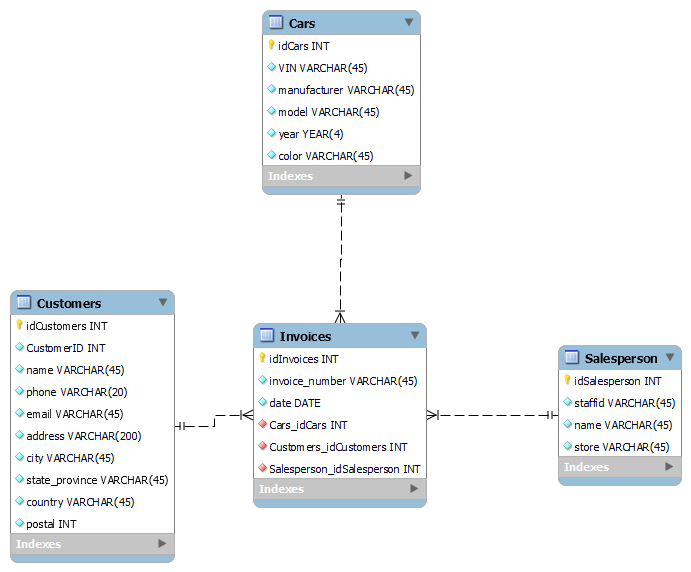 Cars
idCars INT
VIN VARCHAR(45)
manufacturer VARCHAR(45)
model VARCHAR(45)
year YEAR(4)
color VARCHAR(45)
Indexes
Customers
idCustomers INT
CustomerID INT
name VARCHAR(45)
phone VARCHAR(20)
email VARCHAR(45)
address VARCHAR(200)
city VARCHAR(45)
state_province VARCHAR(45)
country VARCHAR(45)
postal INT
Indexes
Invoices
idInvoices INT
invoice_number VARCHAR(45)
date DATE
Cars_idCars INT
Customers_idCustomers INT
Salesperson_idSalesperson INT
Indexes
Salesperson
idSalesperson INT
staffid VARCHAR(45)
name VARCHAR(45)
store VARCHAR(45)
Indexes